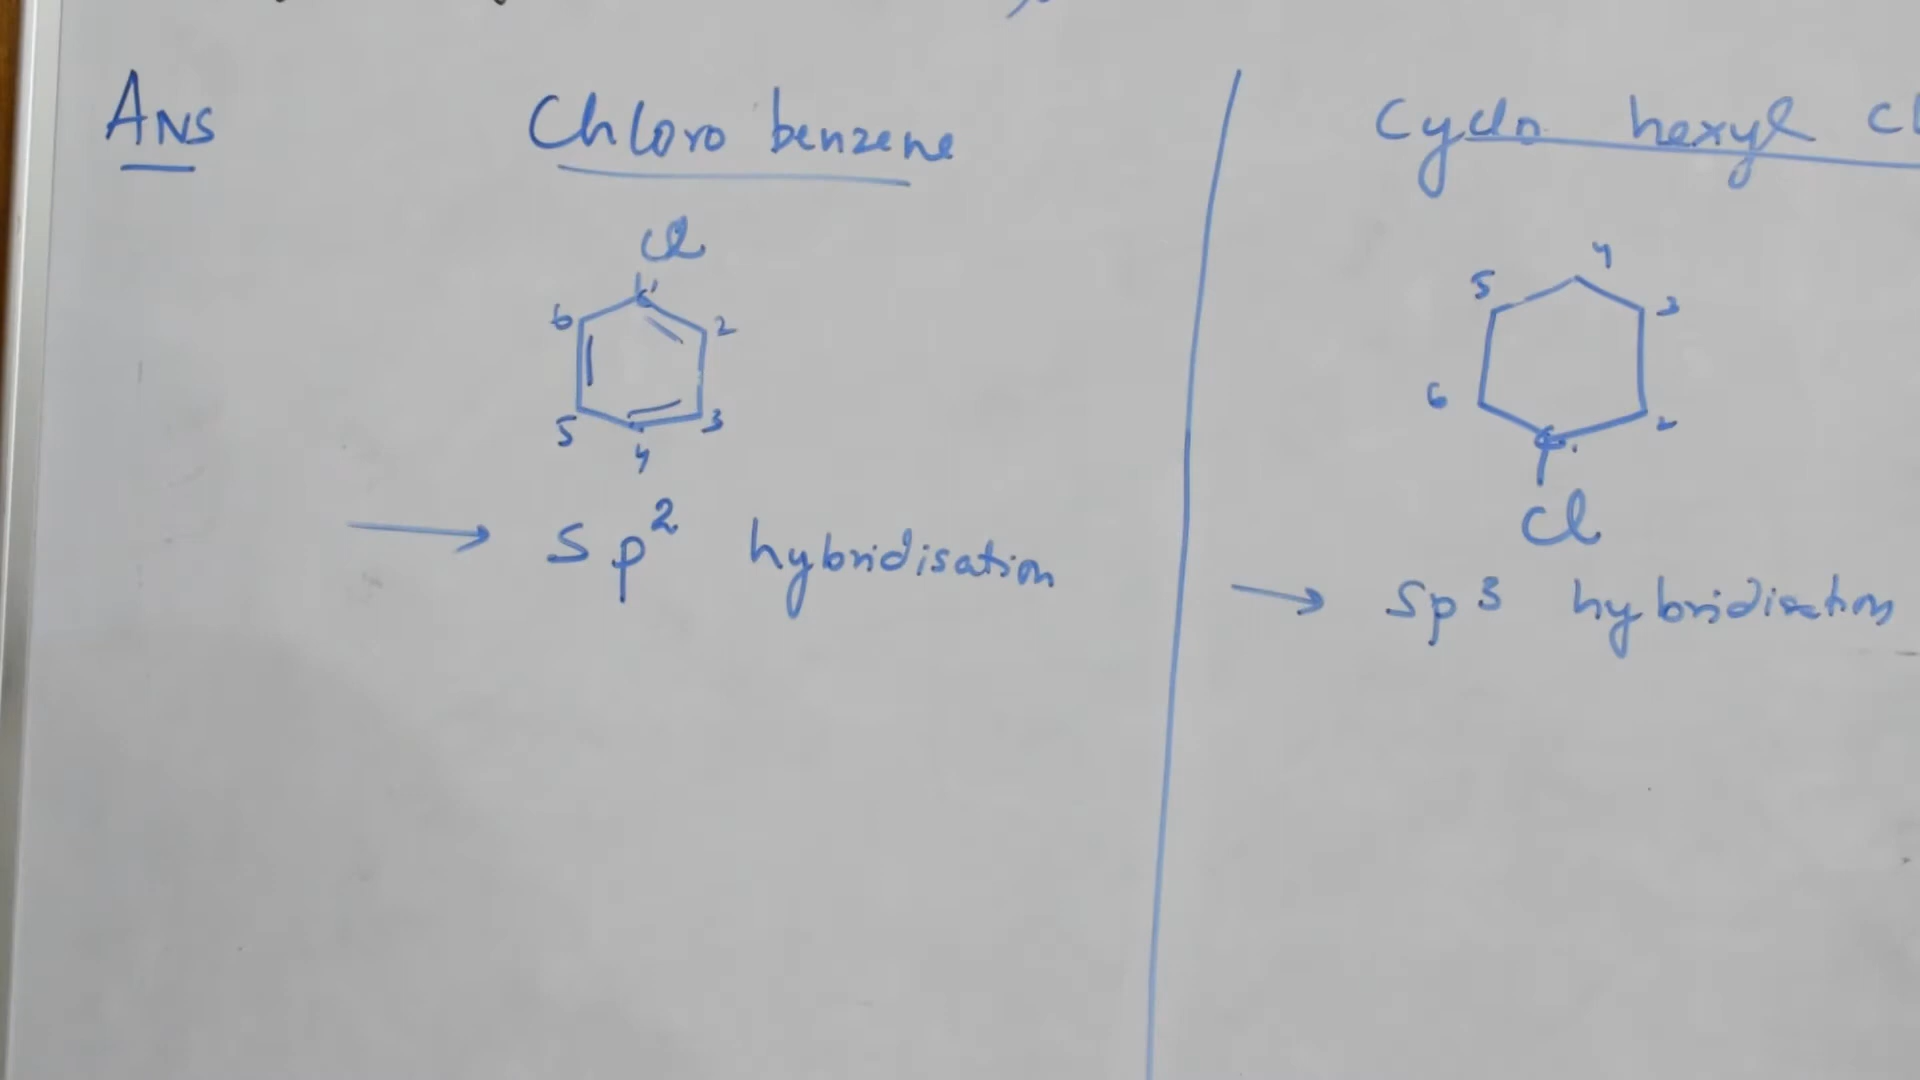 ANS
Chloro benzene
Cl
6
2
5
3
4
→ Sp² hybridisation
Cyclo hexyl
4
5
3
6
2
Cl
→ Sp3 hybridisation